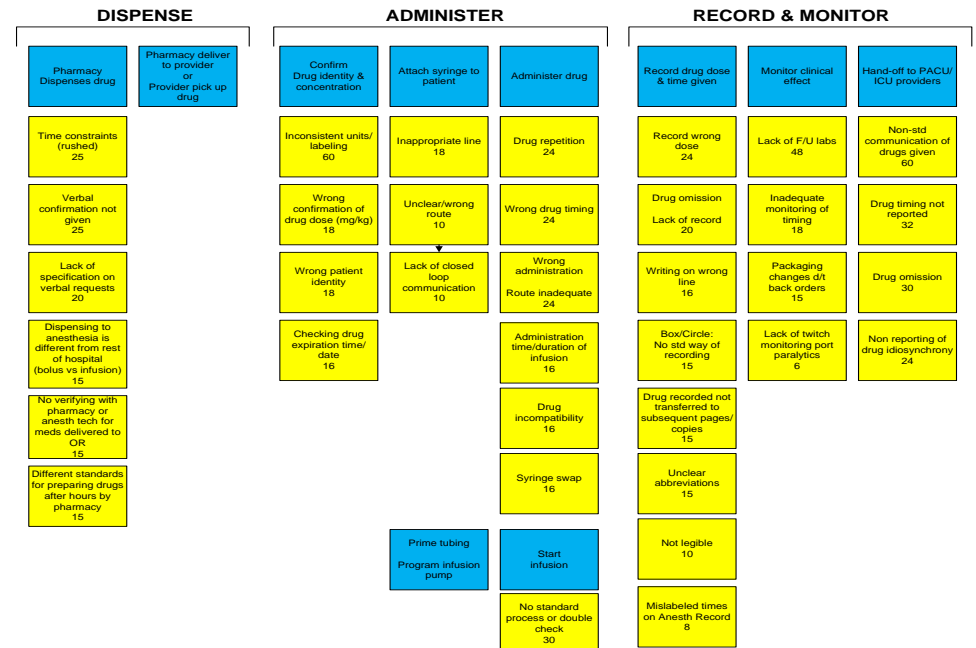 DISPENSE
Pharmacy
Dispenses drug
Pharmacy deliver
to provider
or
Provider pick up
drug
Time constraints
(rushed)
25
Verbal
confirmation not
given
25
Lack of
specification on
verbal requests
20
Dispensing to
anesthesia is
different from rest
of hospital
(bolus vs infusion)
15
No verifying with
pharmacy or
anesth tech for
meds delivered to
OR
15
Different standards
for preparing drugs
after hours by
pharmacy
15
ADMINISTER
Confirm
Drug identity &
concentration
Inconsistent units/
labeling
60
Wrong
confirmation of
drug dose (mg/kg)
18
Wrong patient
identity
18
Checking drug
expiration time/
date
16
Attach syringe to
patient
Inappropriate line
18
Unclear/wrong
route
10
Lack of closed
loop
communication
10
Prime tubing
Program infusion
pump
Administer drug
Drug repetition
24
Wrong drug timing
24
Wrong
administration
Route inadequate
24
Administration
time/duration of
infusion
16
Drug
incompatibility
16
Syringe swap
16
Start
infusion
No standard
process or double
check
30
RECORD & MONITOR
Record drug dose
& time given
Record wrong
dose
24
Drug omission
Lack of record
20
Writing on wrong
line
16
Box/Circle:
No std way of
recording
15
Drug recorded not
transferred to
subsequent pages/
copies
15
Unclear
abbreviations
15
Not legible
10
Mislabeled times
on Anesth Record
8
Monitor clinical
effect
Lack of F/U labs
48
Inadequate
monitoring of
timing
18
Packaging
changes d/t
back orders
15
Lack of twitch
monitoring port
paralytics
6
Hand-off to PACU/
ICU providers
Non-std
communication of
drugs given
60
Drug timing not
reported
32
Drug omission
30
Non reporting of
drug idiosynchrony
24